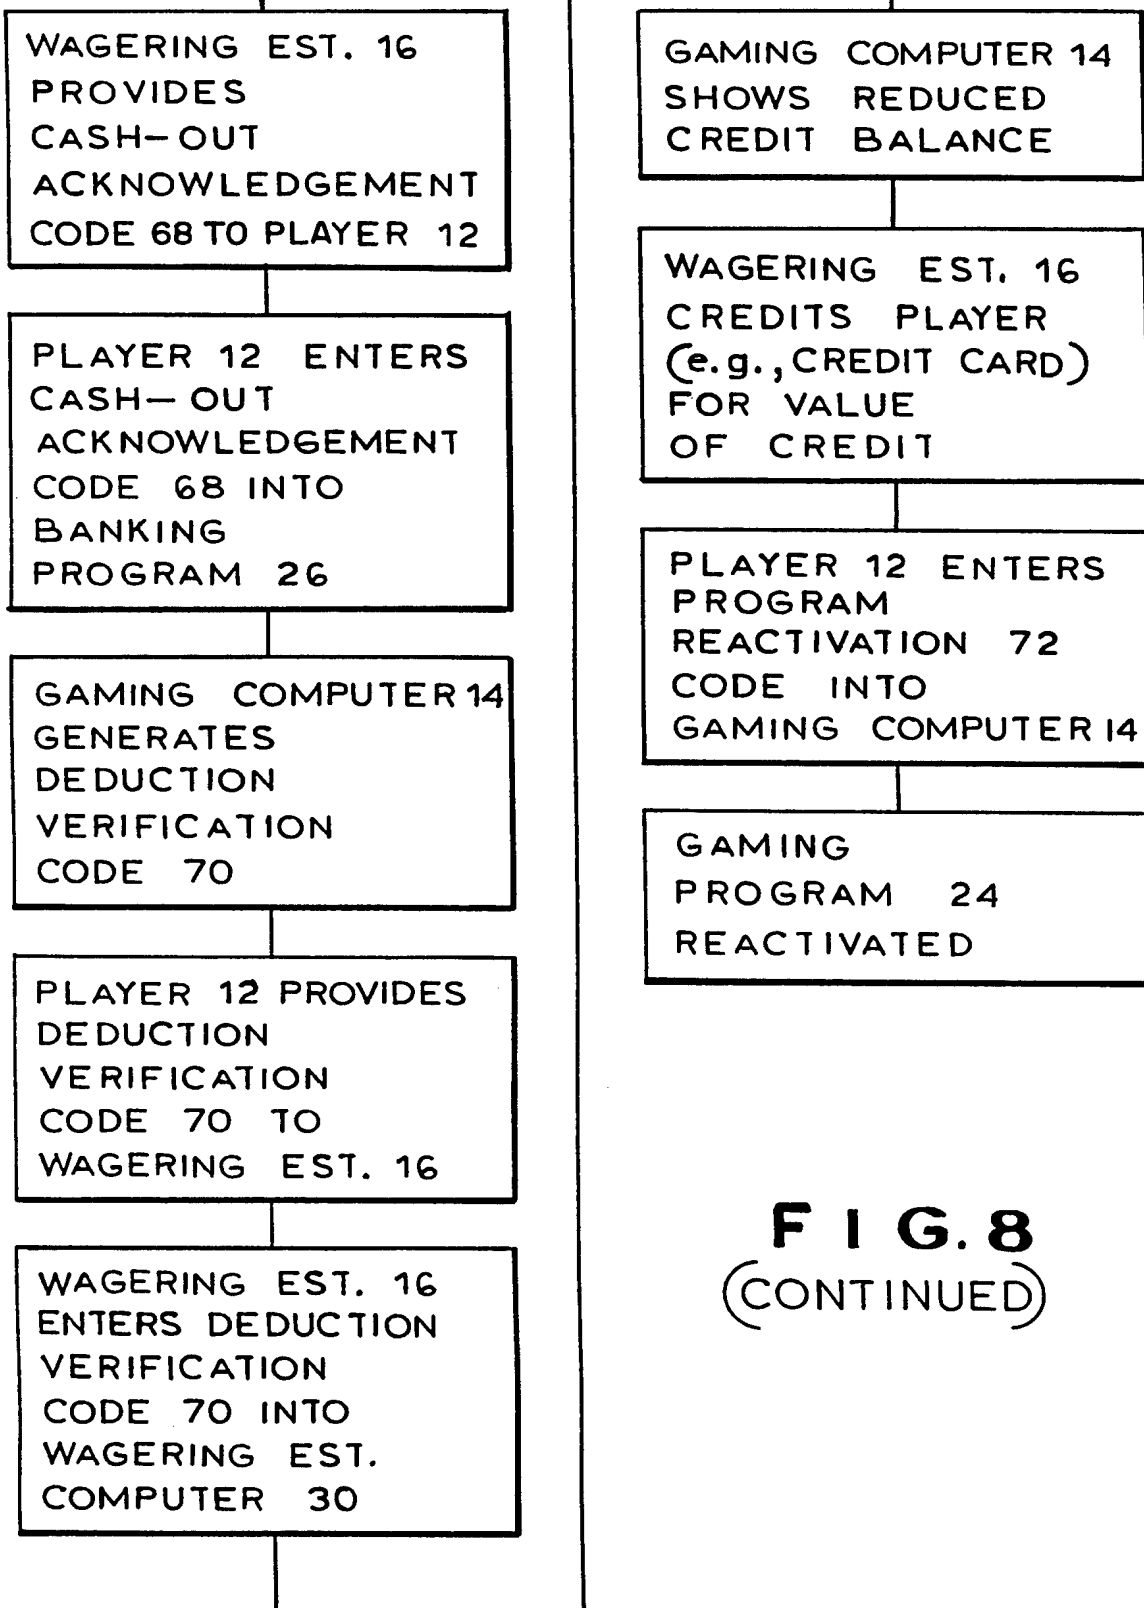 WAGERING EST. 16
PROVIDES
CASH-OUT
ACKNOWLEDGEMENT
CODE 68 TO PLAYER 12
PLAYER 12 ENTERS
CASH-OUT
ACKNOWLEDGEMENT
CODE 68 INTO
BANKING
PROGRAM 26
GAMING COMPUTER 14
GENERATES
DEDUCTION
VERIFICATION
CODE 70
PLAYER 12 PROVIDES
DEDUCTION
VERIFICATION
CODE 70 TO
WAGERING EST. 16
WAGERING EST. 16
ENTERS DEDUCTION
VERIFICATION
CODE 70 INTO
WAGERING EST.
COMPUTER 30
GAMING COMPUTER 14
SHOWS REDUCED
CREDIT BALANCE
WAGERING EST. 16
CREDITS PLAYER
(e.g., CREDIT CARD)
FOR VALUE
OF CREDIT
PLAYER 12 ENTERS
PROGRAM
REACTIVATION 72
CODE INTO
GAMING COMPUTER 14
GAMING
PROGRAM 24
REACTIVATED
FIG. 8
(CONTINUED)